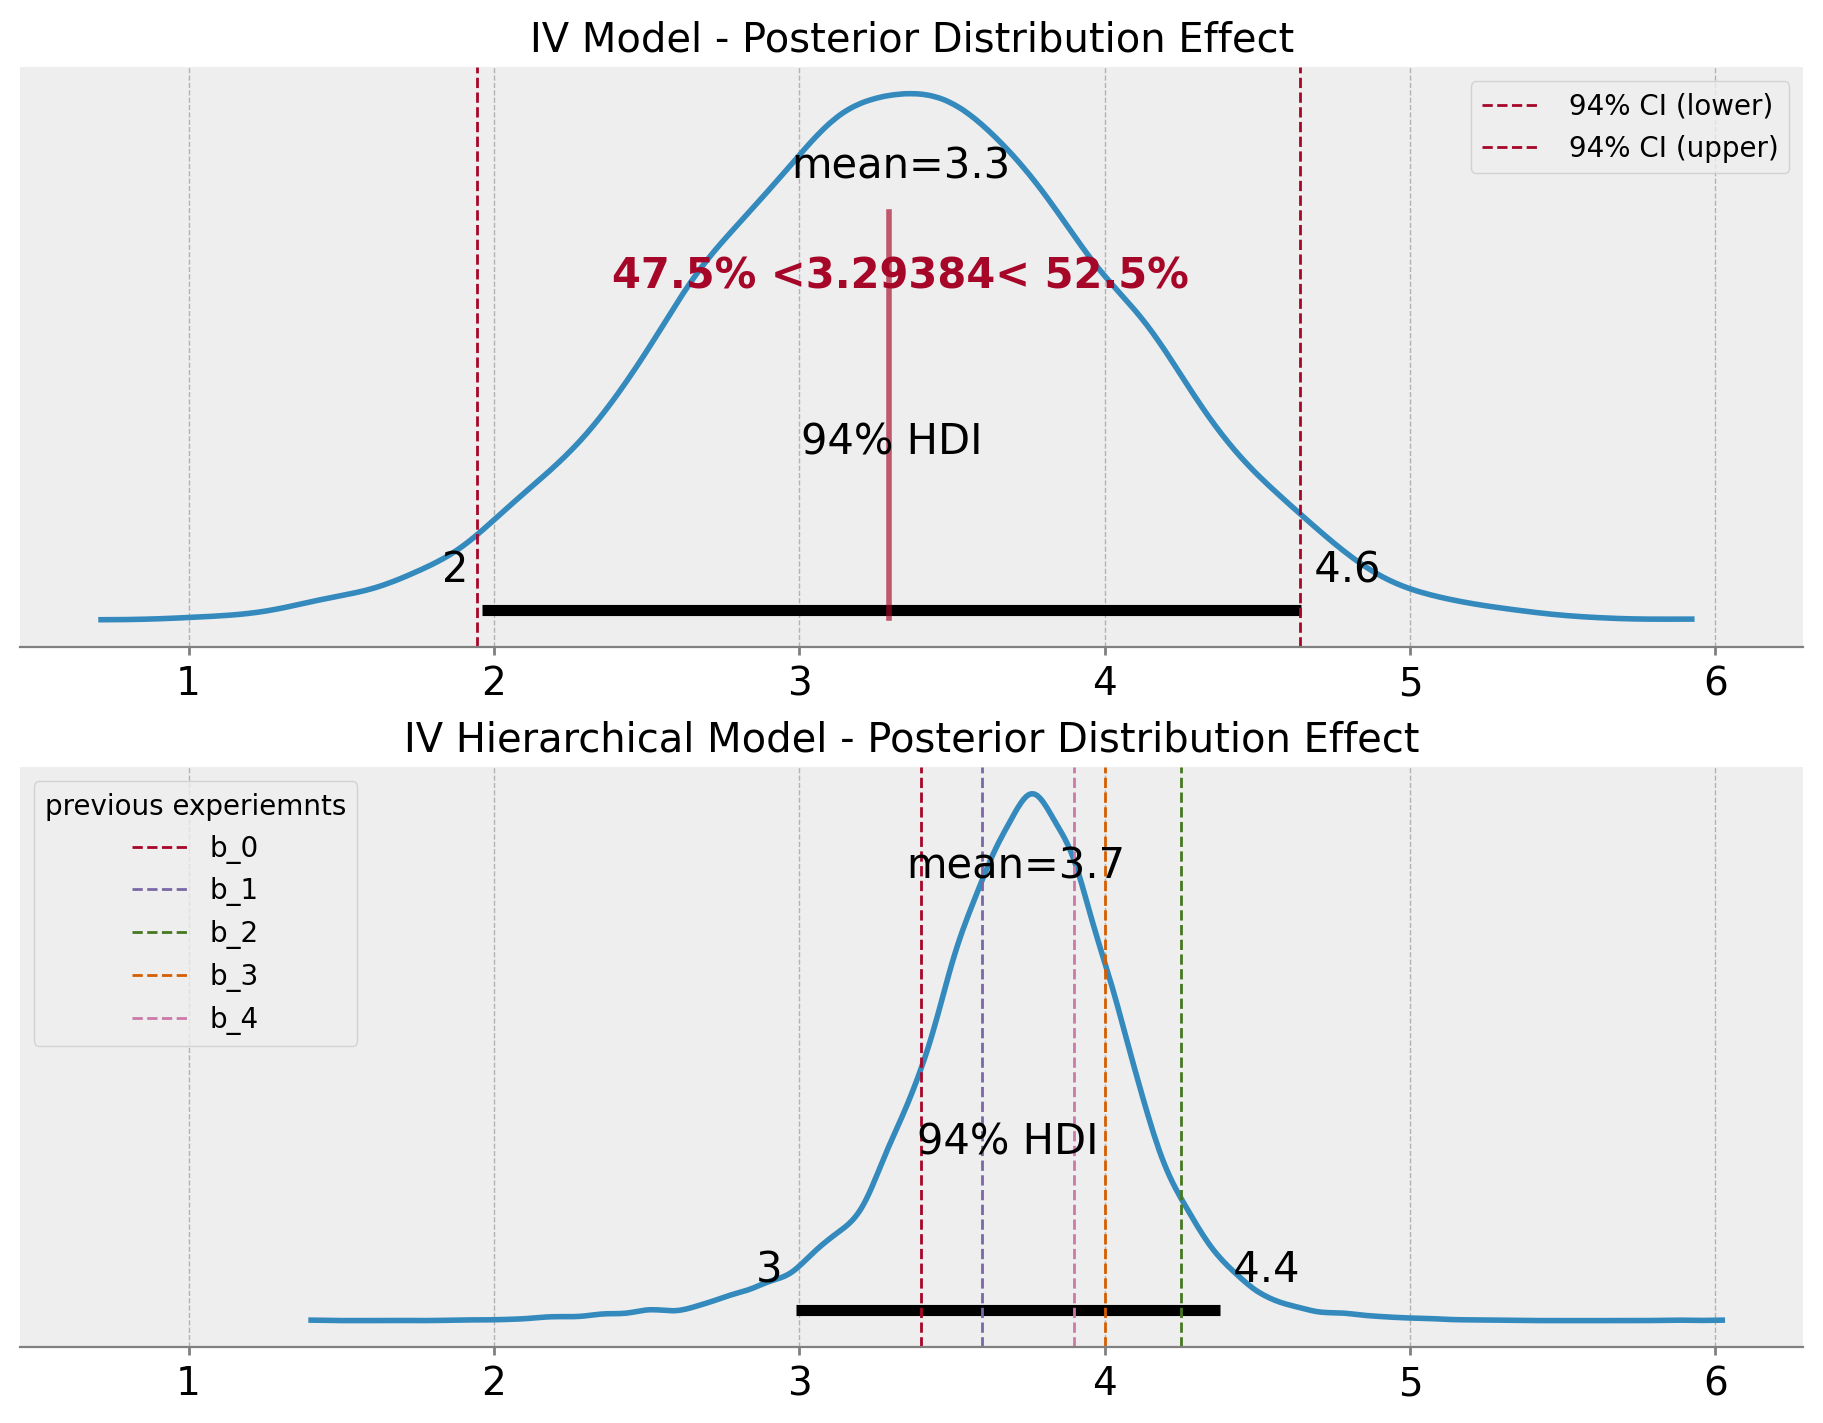 IV Model - Posterior Distribution Effect
94% CI (lower)
94% CI (upper)
mean=3.3
47.5% <3.29384< 52.5%
94% HDI
2
4.6
1 2 3 4 5 6
IV Hierarchical Model - Posterior Distribution Effect
previous experiemnts
b_0
b_1
b_2
b_3
b_4
mean=3.7
94% HDI
3
4.4
1 2 3 4 5 6